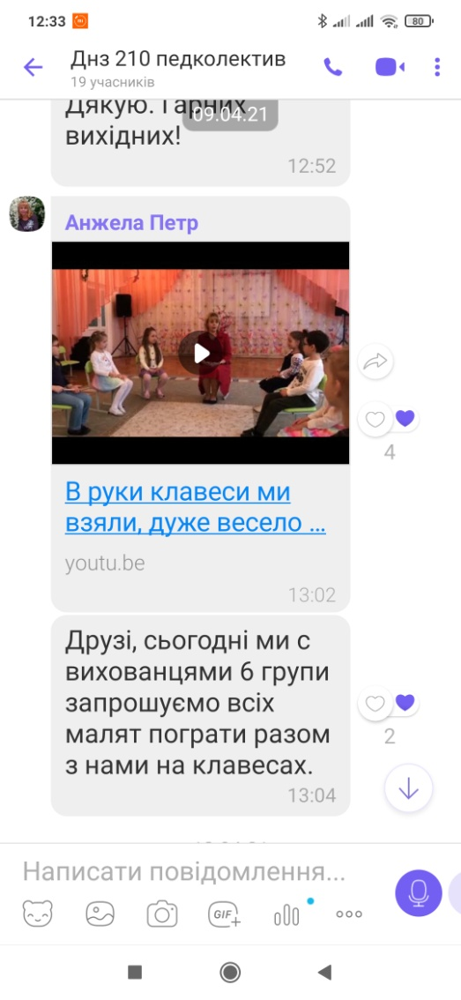 12:33
80
Днз 210 педколектив
19 учасників
Дякую. Гарних
09.04.21
вихідних!
12:52
Анжела Петр
4
В руки клавеси ми
взяли, дуже весело ...
youtu.be
13:02
Друзі, сьогодні ми с
вихованцями 6 групи
запрошуємо всіх
малят пограти разом
з нами на клавесах.
2
13:04
Написати повідомлення...
GIF